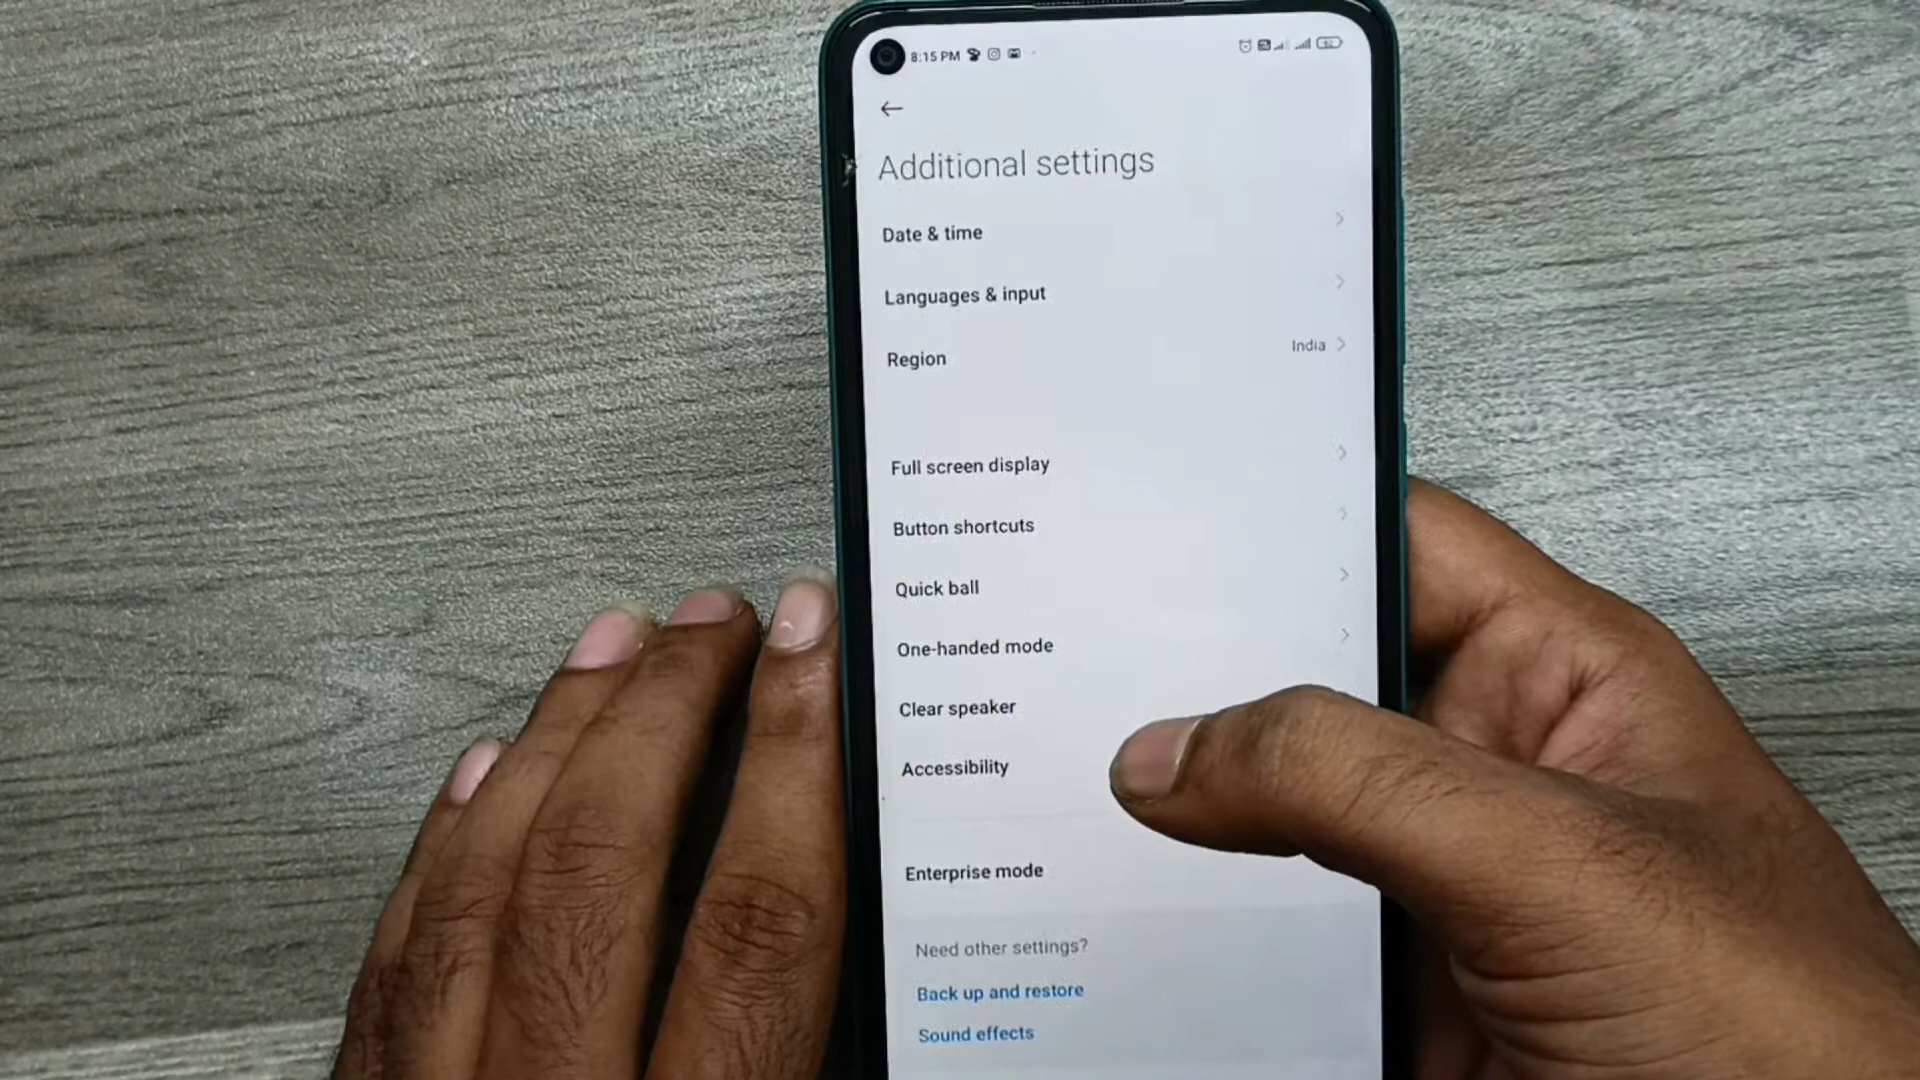 8:15 PM
Additional settings
Date & time
Languages & input
Region
India
Full screen display
Button shortcuts
Quick ball
One-handed mode
Clear speaker
Accessibility
Enterprise mode
Need other settings?
Back up and restore
Sound effects